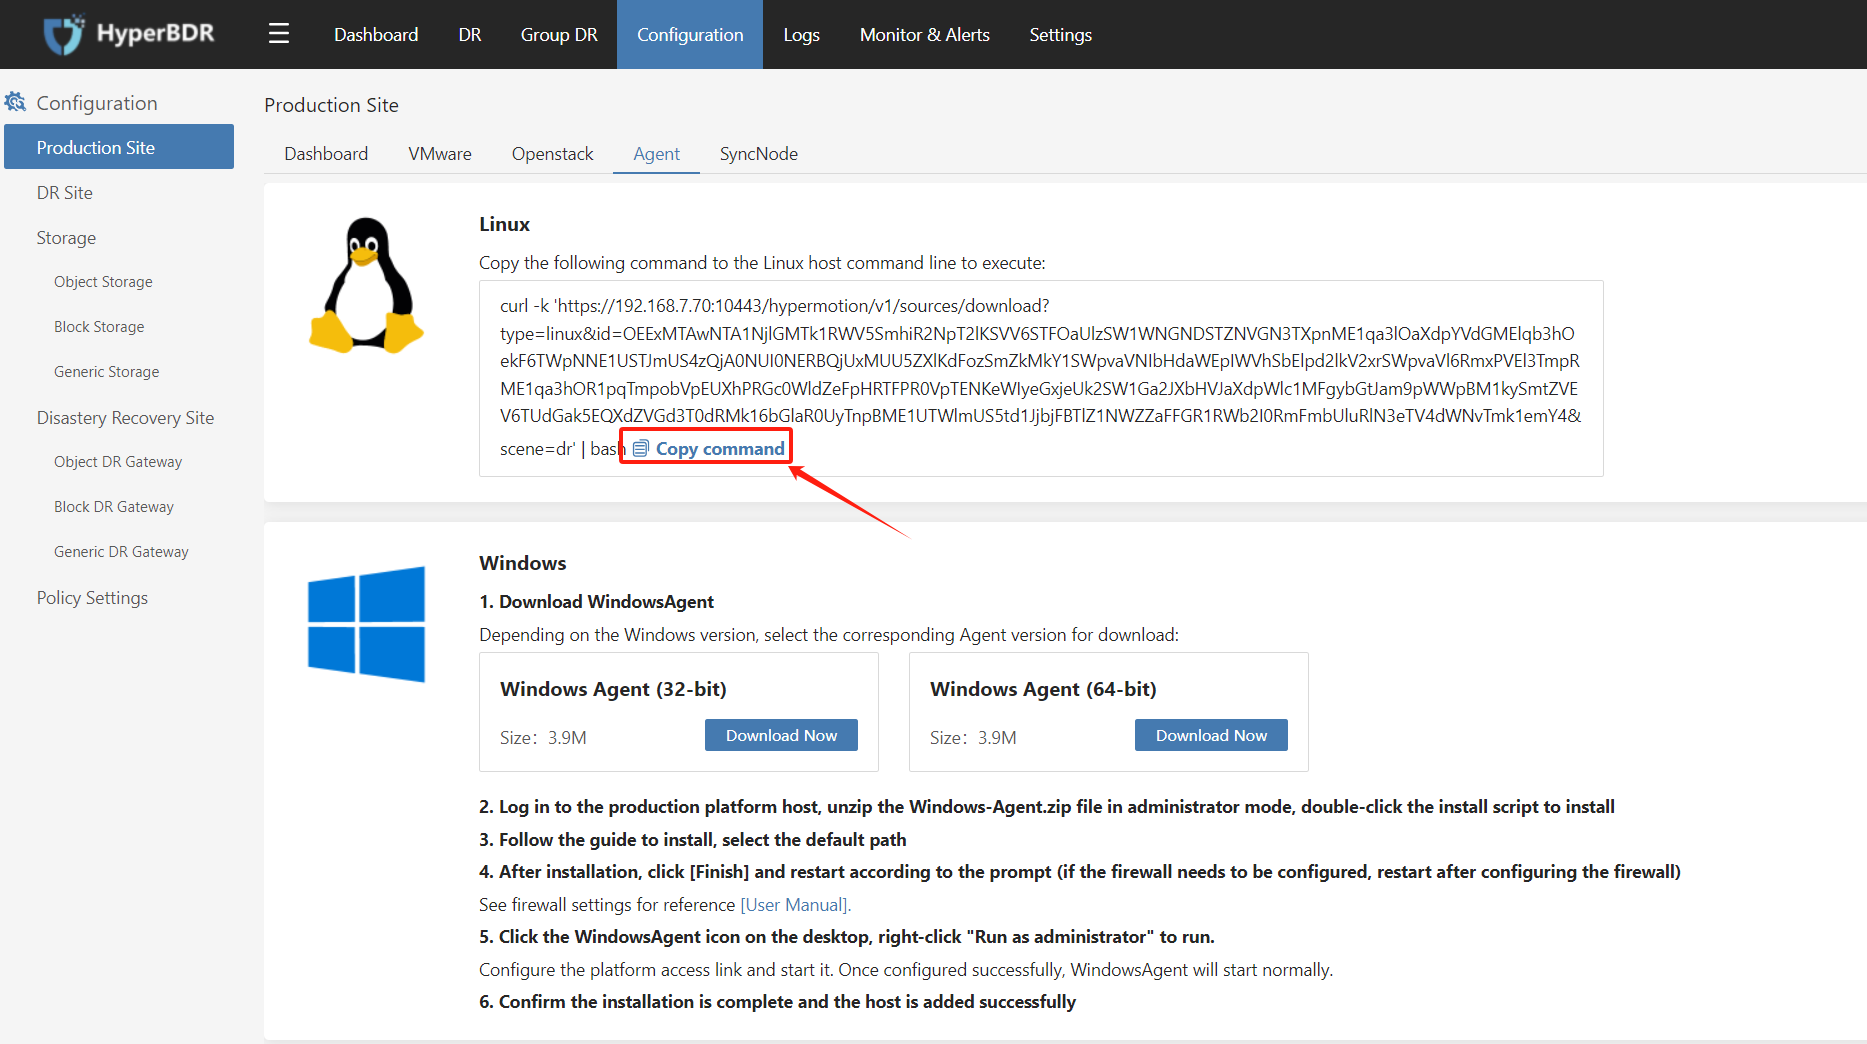 HyperBDR
Dashboard
DR
Group DR
Configuration
Logs
Monitor & Alerts
Settings
Configuration
Production Site
DR Site
Storage
Object Storage
Block Storage
Generic Storage
Disastery Recovery Site
Object DR Gateway
Block DR Gateway
Generic DR Gateway
Policy Settings
Production Site
Dashboard
VMware
Openstack
Agent
SyncNode
Linux
Copy the following command to the Linux host command line to execute:
curl -k 'https://192.168.7.70:10443/hypermotion/v1/sources/download?
scene=dr' | bash Copy command
Windows
1. Download WindowsAgent
Depending on the Windows version, select the corresponding Agent version for download:
Windows Agent (32-bit)
Size: 3.9M
Download Now
Windows Agent (64-bit)
Size: 3.9M
Download Now
2. Log in to the production platform host, unzip the Windows-Agent.zip file in administrator mode, double-click the install script to install
3. Follow the guide to install, select the default path
4. After installation, click [Finish] and restart according to the prompt (if the firewall needs to be configured, restart after configuring the firewall)
See firewall settings for reference [User Manual].
5. Click the WindowsAgent icon on the desktop, right-click "Run as administrator" to run.
Configure the platform access link and start it. Once configured successfully, WindowsAgent will start normally.
6. Confirm the installation is complete and the host is added successfully